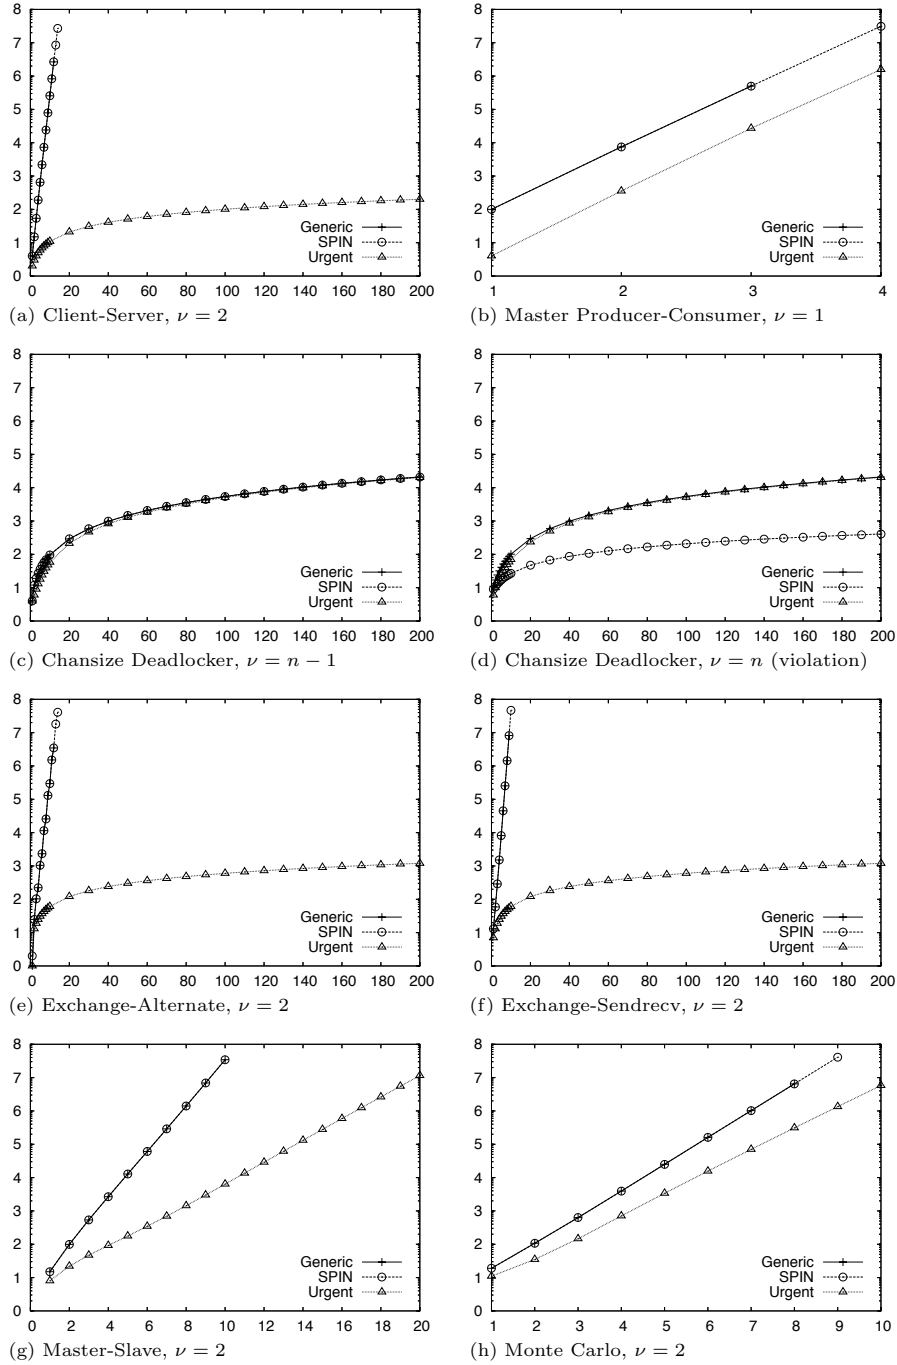 8
7
6
5
4
3
2
1
0
0 20 40 60 80 100 120 140 160 180 200
Generic
SPIN
Urgent
(a) Client-Server, ν = 2
8
7
6
5
4
3
2
1
0
1 2 3 4
Generic
SPIN
Urgent
(b) Master Producer-Consumer, ν = 1
8
7
6
5
4
3
2
1
0
0 20 40 60 80 100 120 140 160 180 200
Generic
SPIN
Urgent
(c) Chansize Deadlocker, ν = n − 1
8
7
6
5
4
3
2
1
0
0 20 40 60 80 100 120 140 160 180 200
Generic
SPIN
Urgent
(d) Chansize Deadlocker, ν = n (violation)
8
7
6
5
4
3
2
1
0
0 20 40 60 80 100 120 140 160 180 200
Generic
SPIN
Urgent
(e) Exchange-Alternate, ν = 2
8
7
6
5
4
3
2
1
0
0 20 40 60 80 100 120 140 160 180 200
Generic
SPIN
Urgent
(f) Exchange-Sendrecv, ν = 2
8
7
6
5
4
3
2
1
0
0 2 4 6 8 10 12 14 16 18 20
Generic
SPIN
Urgent
(g) Master-Slave, ν = 2
8
7
6
5
4
3
2
1
0
1 2 3 4 5 6 7 8 9 10
Generic
SPIN
Urgent
(h) Monte Carlo, ν = 2